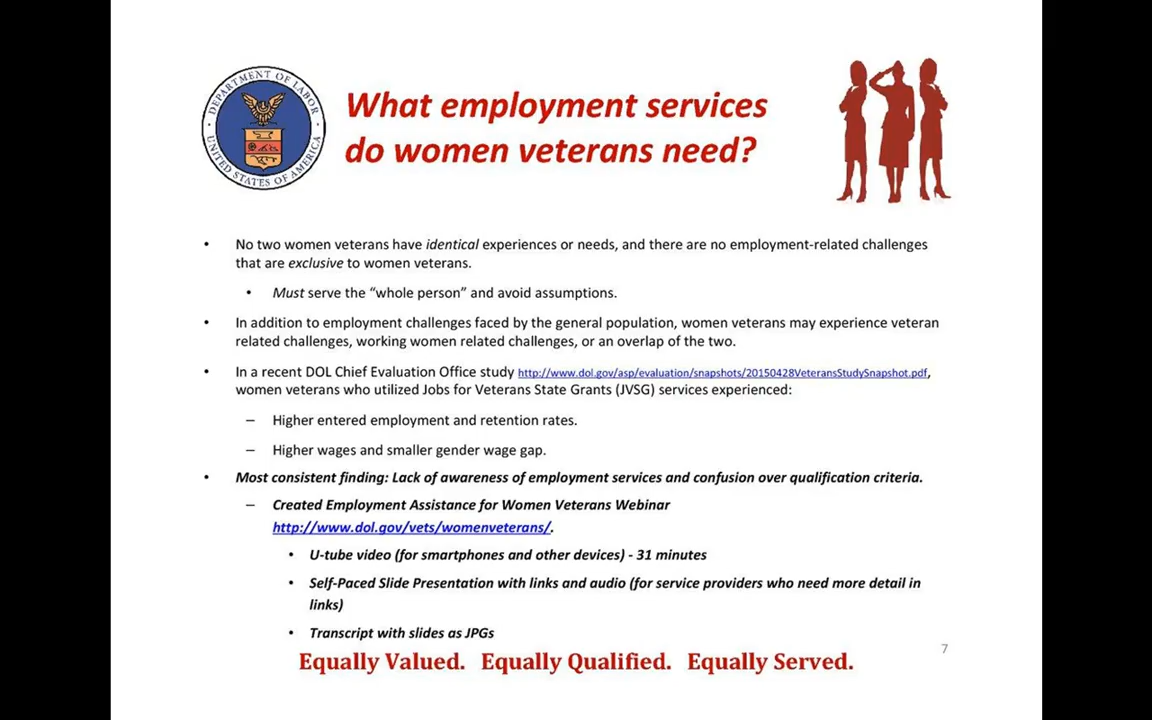 DEPARTMENT OF LABOR
UNITED STATES OF AMERICA
What employment services
do women veterans need?
• No two women veterans have identical experiences or needs, and there are no employment-related challenges
that are exclusive to women veterans.
• Must serve the “whole person” and avoid assumptions.
• In addition to employment challenges faced by the general population, women veterans may experience veteran
related challenges, working women related challenges, or an overlap of the two.
• In a recent DOL Chief Evaluation Office study http://www.dol.gov/asp/evaluation/snapshots/20150428VeteransStudySnapshot.pdf,
women veterans who utilized Jobs for Veterans State Grants (JVSG) services experienced:
– Higher entered employment and retention rates.
– Higher wages and smaller gender wage gap.
• Most consistent finding: Lack of awareness of employment services and confusion over qualification criteria.
– Created Employment Assistance for Women Veterans Webinar
http://www.dol.gov/vets/womenveterans/.
• U-tube video (for smartphones and other devices) - 31 minutes
• Self-Paced Slide Presentation with links and audio (for service providers who need more detail in
links)
• Transcript with slides as JPGs
7
Equally Valued. Equally Qualified. Equally Served.